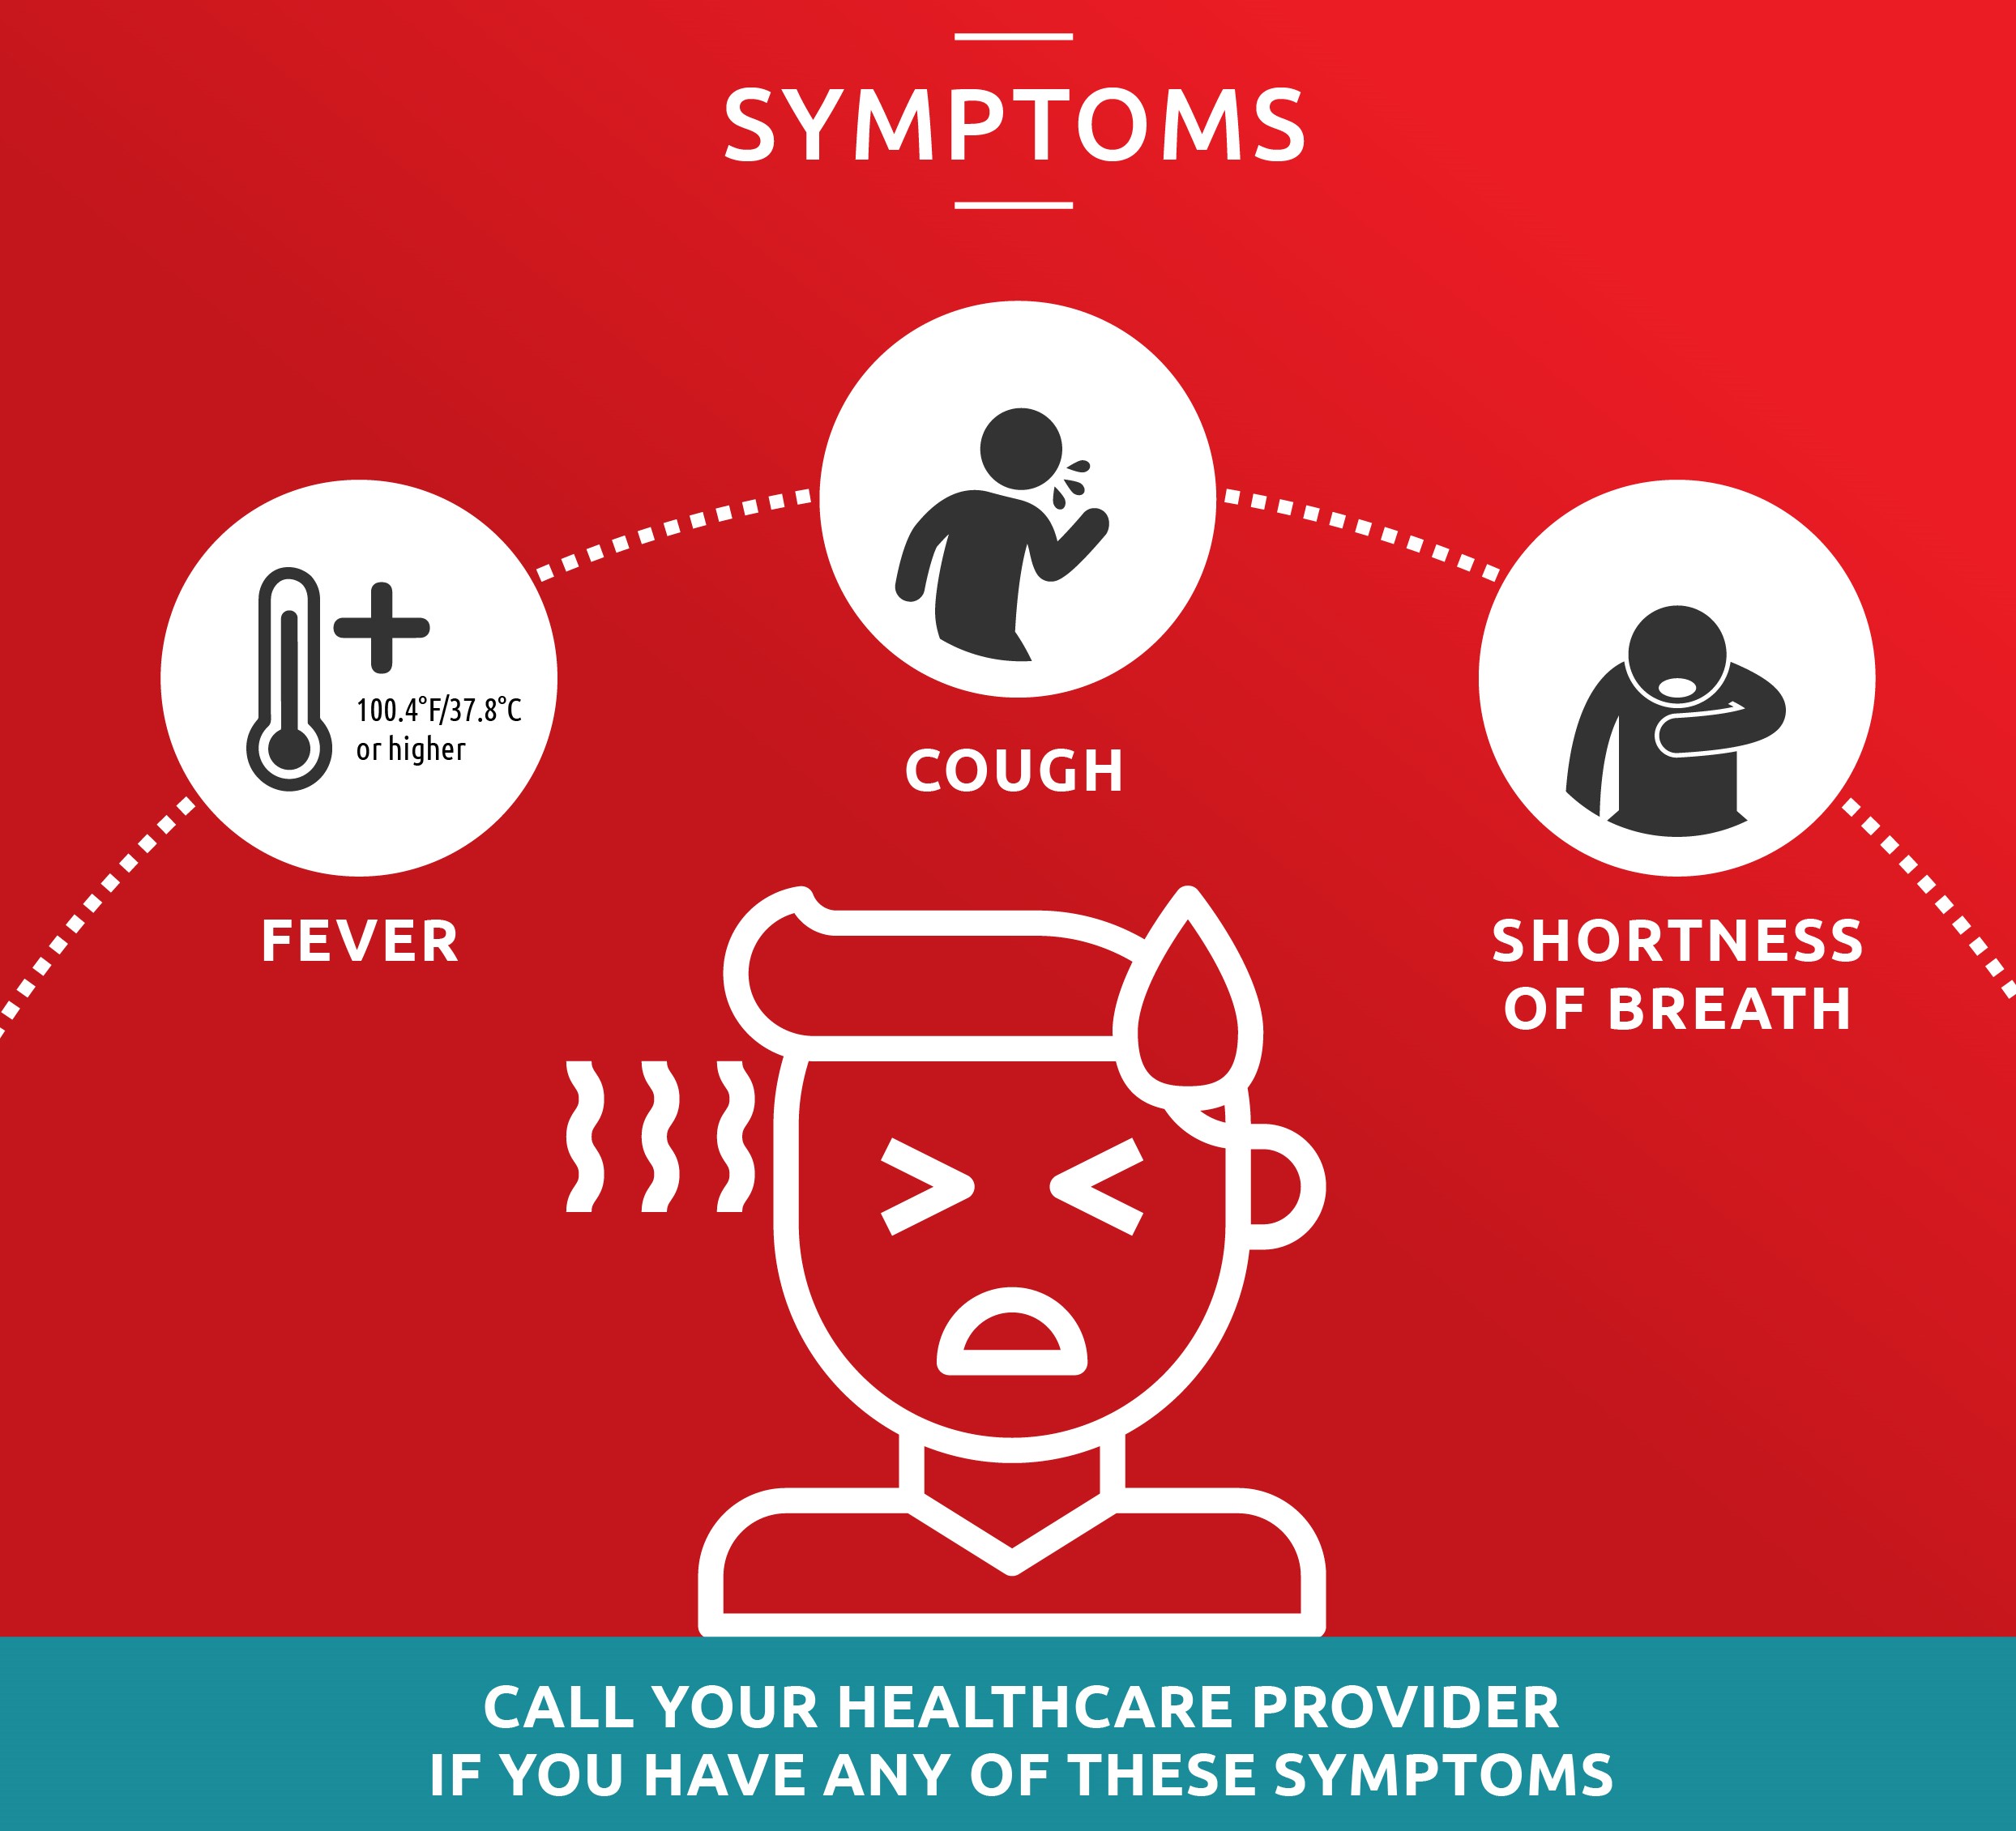 SYMPTOMS
100.4°F/37.8°C
or higher
FEVER
COUGH
SHORTNESS
OF BREATH
CALL YOUR HEALTHCARE PROVIDER
IF YOU HAVE ANY OF THESE SYMPTOMS